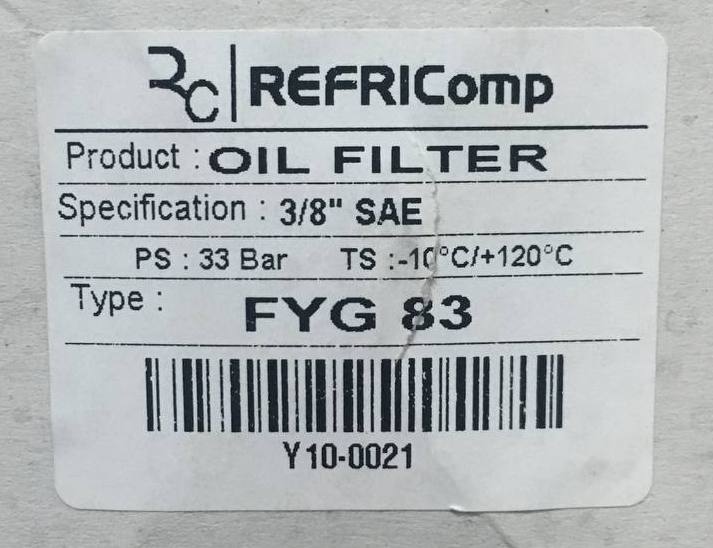 RC | REFRIComp
Product : OIL FILTER
Specification : 3/8" SAE
PS : 33 Bar TS :-10°C/+120°C
Type : FYG 83
Y10-0021